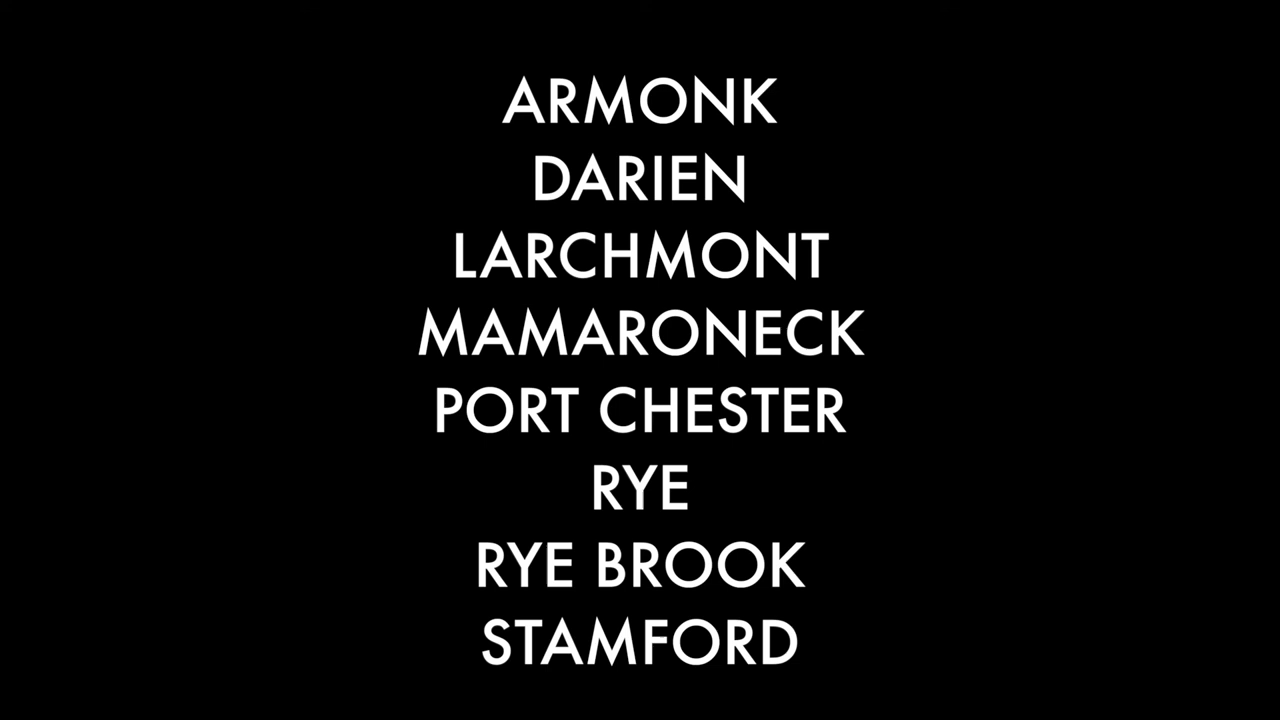 ARMONK
DARIEN
LARCHMONT
MAMARONECK
PORT CHESTER
RYE
RYE BROOK
STAMFORD